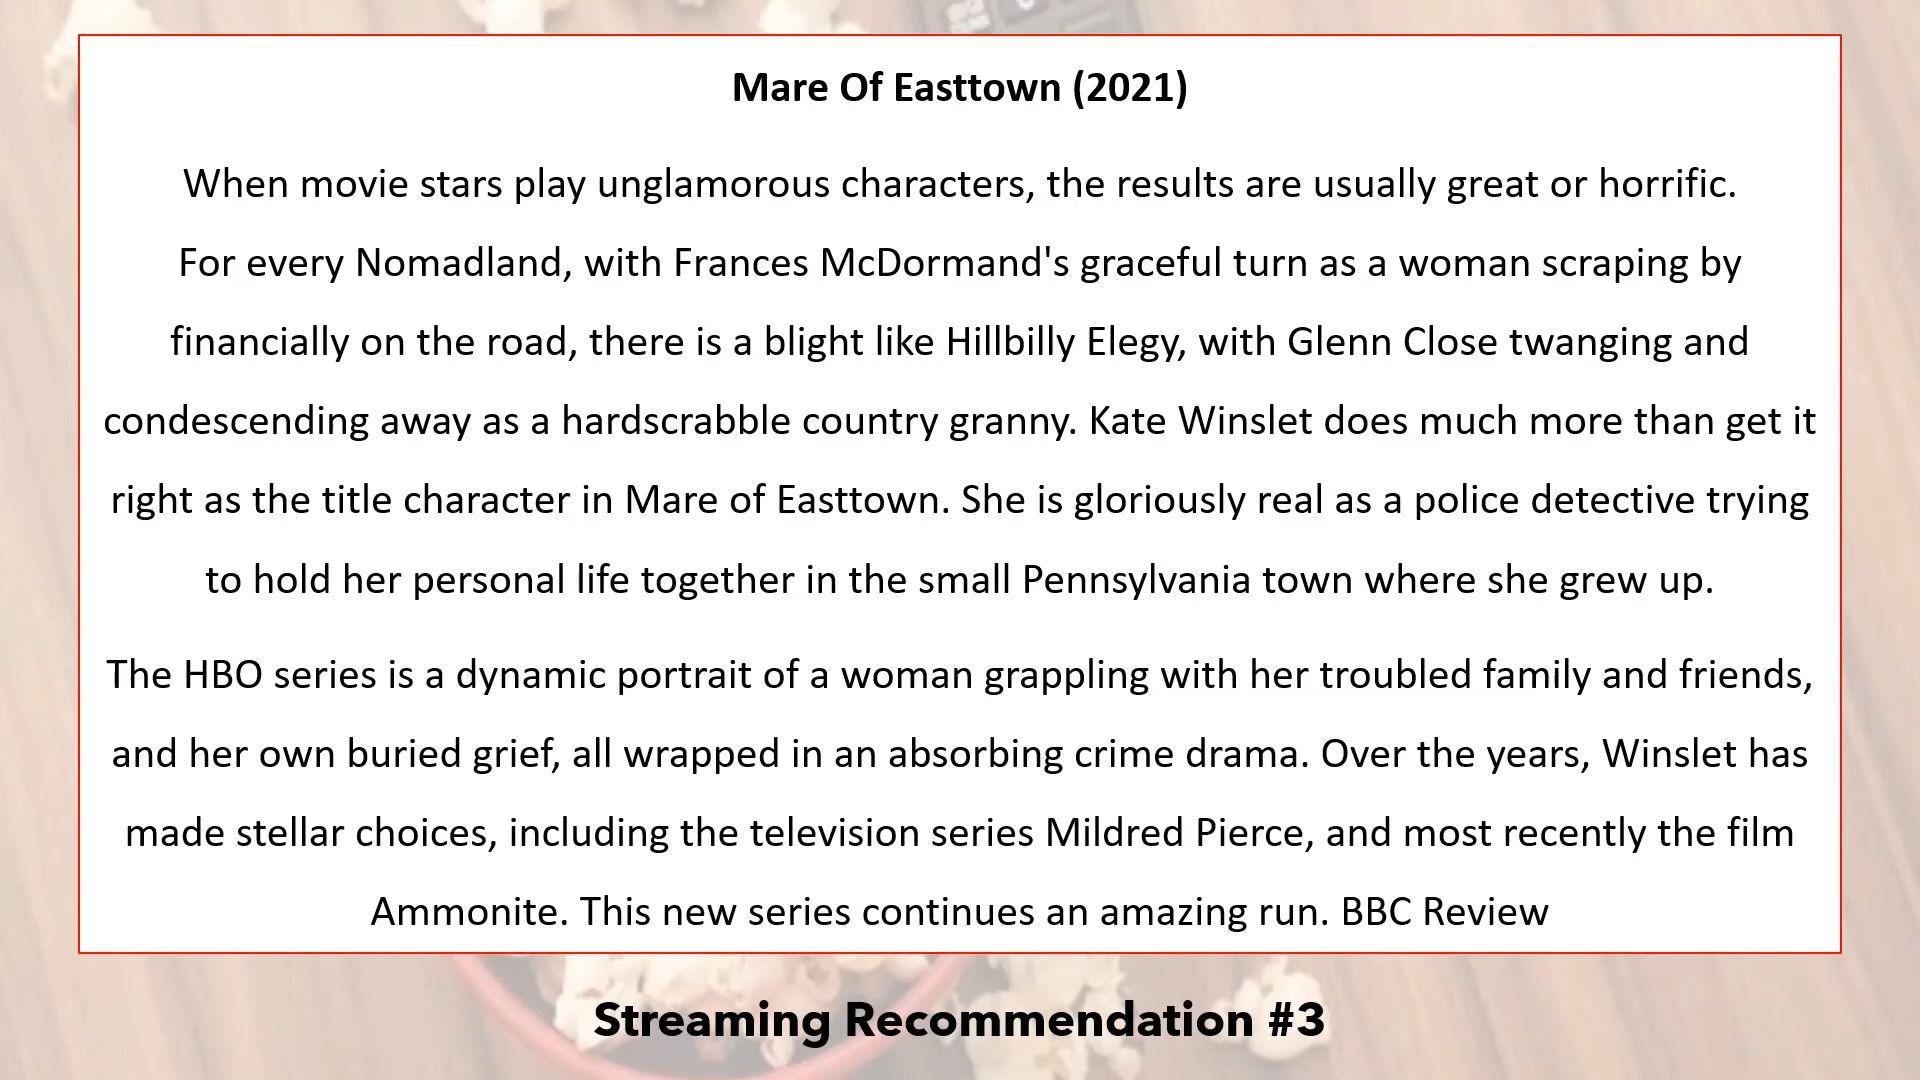 Mare Of Easttown (2021)
When movie stars play unglamorous characters, the results are usually great or horrific.
For every Nomadland, with Frances McDormand's graceful turn as a woman scraping by
financially on the road, there is a blight like Hillbilly Elegy, with Glenn Close twanging and
condescending away as a hardscrabble country granny. Kate Winslet does much more than get it
right as the title character in Mare of Easttown. She is gloriously real as a police detective trying
to hold her personal life together in the small Pennsylvania town where she grew up.
The HBO series is a dynamic portrait of a woman grappling with her troubled family and friends,
and her own buried grief, all wrapped in an absorbing crime drama. Over the years, Winslet has
made stellar choices, including the television series Mildred Pierce, and most recently the film
Ammonite. This new series continues an amazing run. BBC Review
Streaming Recommendation #3